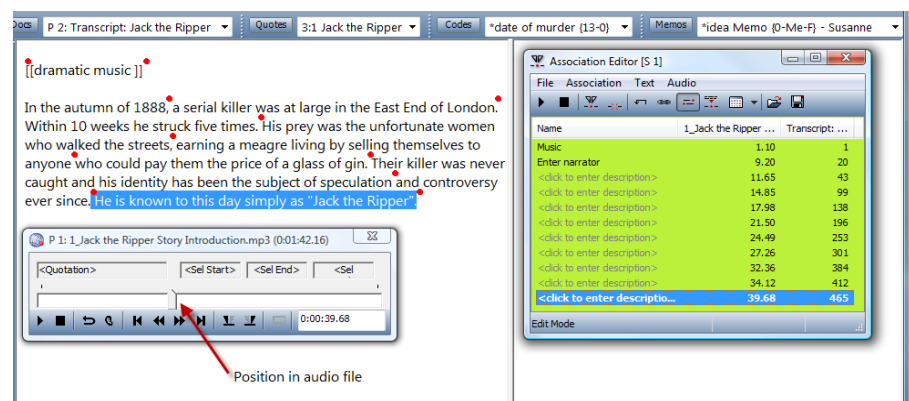 Docs P 2: Transcript: Jack the Ripper Quotes 3:1 Jack the Ripper Codes *date of murder {13-0} Memos *idea Memo {0-Me-F} - Susanne
[[dramatic music ]]
In the autumn of 1888, a serial killer was at large in the East End of London.
Within 10 weeks he struck five times. His prey was the unfortunate women
who walked the streets, earning a meagre living by selling themselves to
anyone who could pay them the price of a glass of gin. Their killer was never
caught and his identity has been the subject of speculation and controversy
ever since. He is known to this day simply as "Jack the Ripper".
P 1: 1_Jack the Ripper Story Introduction.mp3 (0:01:42.16)
<Quotation> <Sel Start> <Sel End> <Sel
0:00:39.68
Position in audio file
Association Editor [S 1]
File Association Text Audio
Name 1_Jack the Ripper ... Transcript: ...
Music 1.10 1
Enter narrator 9.20 20
<click to enter description> 11.65 43
<click to enter description> 14.85 99
<click to enter description> 17.98 138
<click to enter description> 21.50 196
<click to enter description> 24.49 253
<click to enter description> 27.26 301
<click to enter description> 32.36 384
<click to enter description> 34.12 412
<click to enter descriptio... 39.68 465
Edit Mode